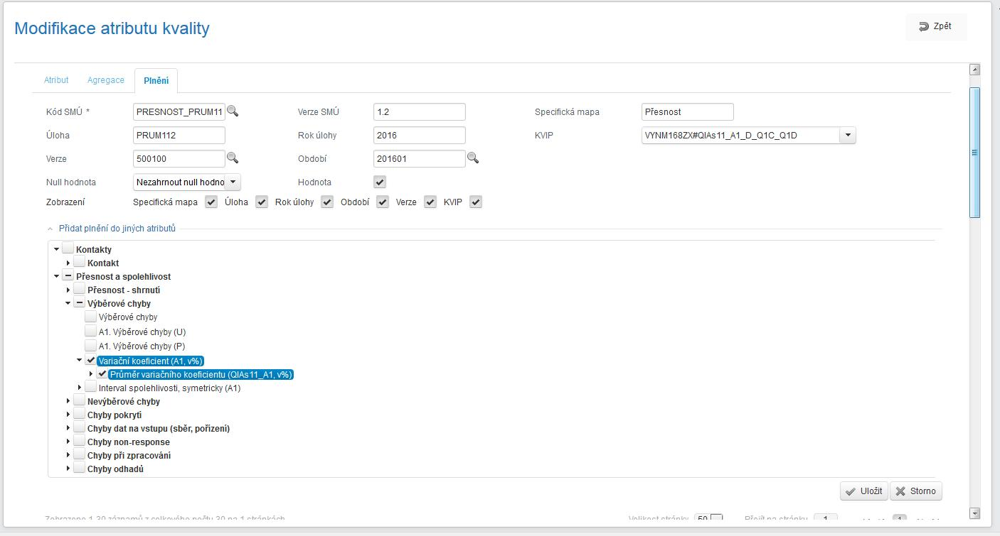 Modifikace atributu kvality
Zpět
Atribut Agregace Plnění
Kód SMÚ * PRESNOST_PRUM11 Verze SMÚ 1.2 Specifická mapa Přesnost
Úloha PRUM112 Rok úlohy 2016 KVIP VYNM168ZX#QIAs11_A1_D_Q1C_Q1D
Verze 500100 Období 201601
Null hodnota Nezahrnout null hodno Hodnota
Zobrazení Specifická mapa Úloha Rok úlohy Období Verze KVIP
Přidat plnění do jiných atributů
Kontakty
Kontakt
Přesnost a spolehlivost
Přesnost - shrnutí
Výběrové chyby
Výběrové chyby
A1. Výběrové chyby (U)
A1. Výběrové chyby (P)
Variační koeficient (A1, v%)
Průměr variačního koeficientu (QIAs11_A1, v%)
Interval spolehlivosti, symetricky (A1)
Nevýběrové chyby
Chyby pokrytí
Chyby dat na vstupu (sběr, pořízení)
Chyby non-response
Chyby při zpracování
Chyby odhadů
Uložit Storno
Zobrazeno 1-30 záznamů z celkového počtu 30 na 1 stránkách Velikost stránky 50 Přejít na stránku 1